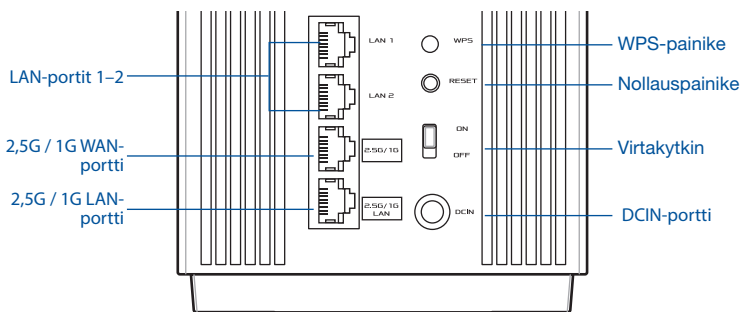 LAN-portit 1–2
2,5G / 1G WAN-
portti
2,5G / 1G LAN-
portti
LAN 1
LAN 2
2.5G/1G
2.5G/1G
LAN
WPS
RESET
ON
OFF
DCIN
WPS-painike
Nollauspainike
Virtakytkin
DCIN-portti